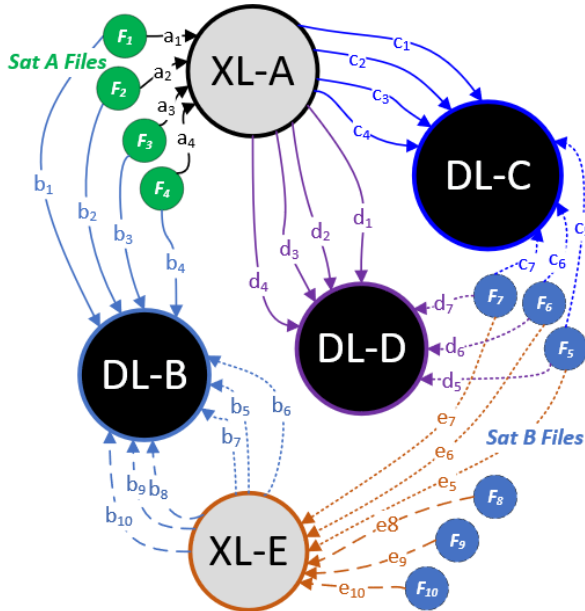 F1
a1
c1
Sat A Files
XL-A
a2
c2
F2
a3
c3
F3
a4
c4
F4
DL-C
b1
b2
b3
b4
d1
d2
d3
d4
c7
c6
c
F7
F6
F5
d7
d6
d5
DL-B
DL-D
b6
b5
b7
e7
e6
e5
Sat B Files
b8
b9
b10
XL-E
e8
F8
e9
F9
e10
F10